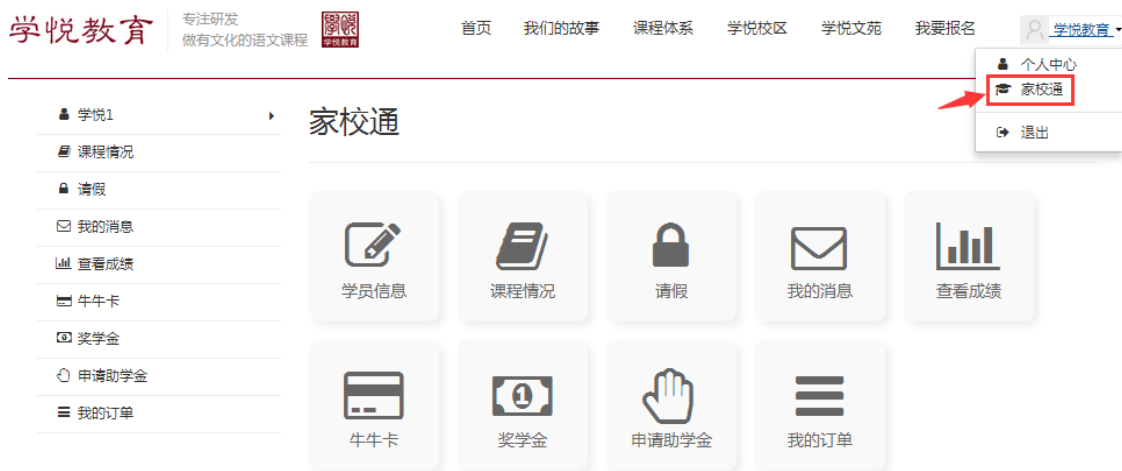 学悦教育
专注研发
做有文化的语文课程
学悦教育
首页 我们的故事 课程体系 学悦校区 学悦文苑 我要报名 学悦教育
个人中心
家校通
退出
学悦1
课程情况
请假
我的消息
查看成绩
牛牛卡
奖学金
申请助学金
我的订单
家校通
学员信息 课程情况 请假 我的消息 查看成绩
1
牛牛卡 奖学金 申请助学金 我的订单